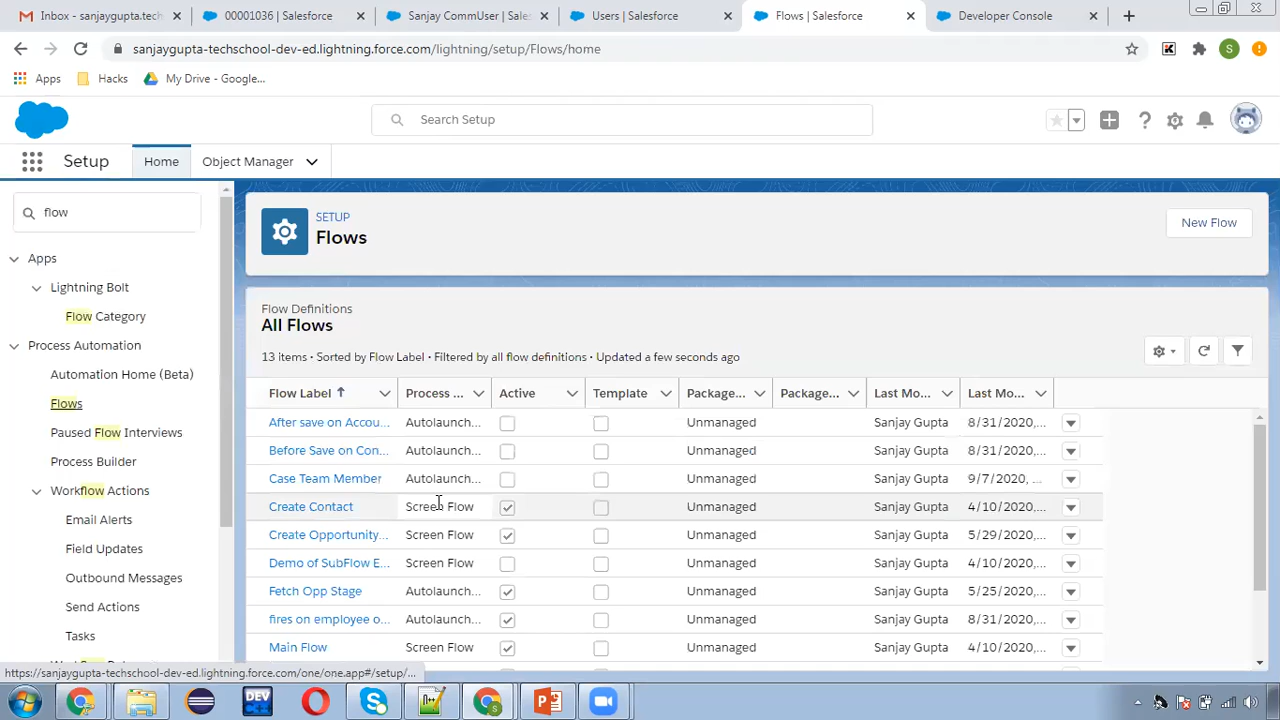 sanjaygupta.tech
00001036 | Salesforce
Sanjay CommUser | Sale
Users | Salesforce
Flows | Salesforce
Developer Console
sanjaygupta-techschool-dev-ed.lightning.force.com/lightning/setup/Flows/home
S
Apps
Hacks
My Drive - Google...
Search Setup
Setup
Home
Object Manager
flow
SETUP
Flows
New Flow
Apps
Lightning Bolt
Flow Category
Process Automation
Automation Home (Beta)
Flows
Paused Flow Interviews
Process Builder
Workflow Actions
Email Alerts
Field Updates
Outbound Messages
Send Actions
Tasks
Flow Definitions
All Flows
13 items • Sorted by Flow Label • Filtered by all flow definitions • Updated a few seconds ago
Flow Label Process ... Active Template Package... Package... Last Mo... Last Mo...
After save on Accou... Autolaunch... Unmanaged Sanjay Gupta 8/31/2020,...
Before Save on Con... Autolaunch... Unmanaged Sanjay Gupta 8/31/2020,...
Case Team Member Autolaunch... Unmanaged Sanjay Gupta 9/7/2020, ...
Create Contact Screen Flow Unmanaged Sanjay Gupta 4/10/2020,...
Create Opportunity... Screen Flow Unmanaged Sanjay Gupta 5/29/2020,...
Demo of SubFlow E... Screen Flow Unmanaged Sanjay Gupta 4/10/2020,...
Fetch Opp Stage Screen Flow Unmanaged Sanjay Gupta 5/25/2020,...
fires on employee o... Autolaunch... Unmanaged Sanjay Gupta 8/31/2020,...
Main Flow Screen Flow Unmanaged Sanjay Gupta 4/10/2020,...
https://sanjaygupta-techschool-dev-ed.lightning.force.com/one/one.app#/setup/...
DEV